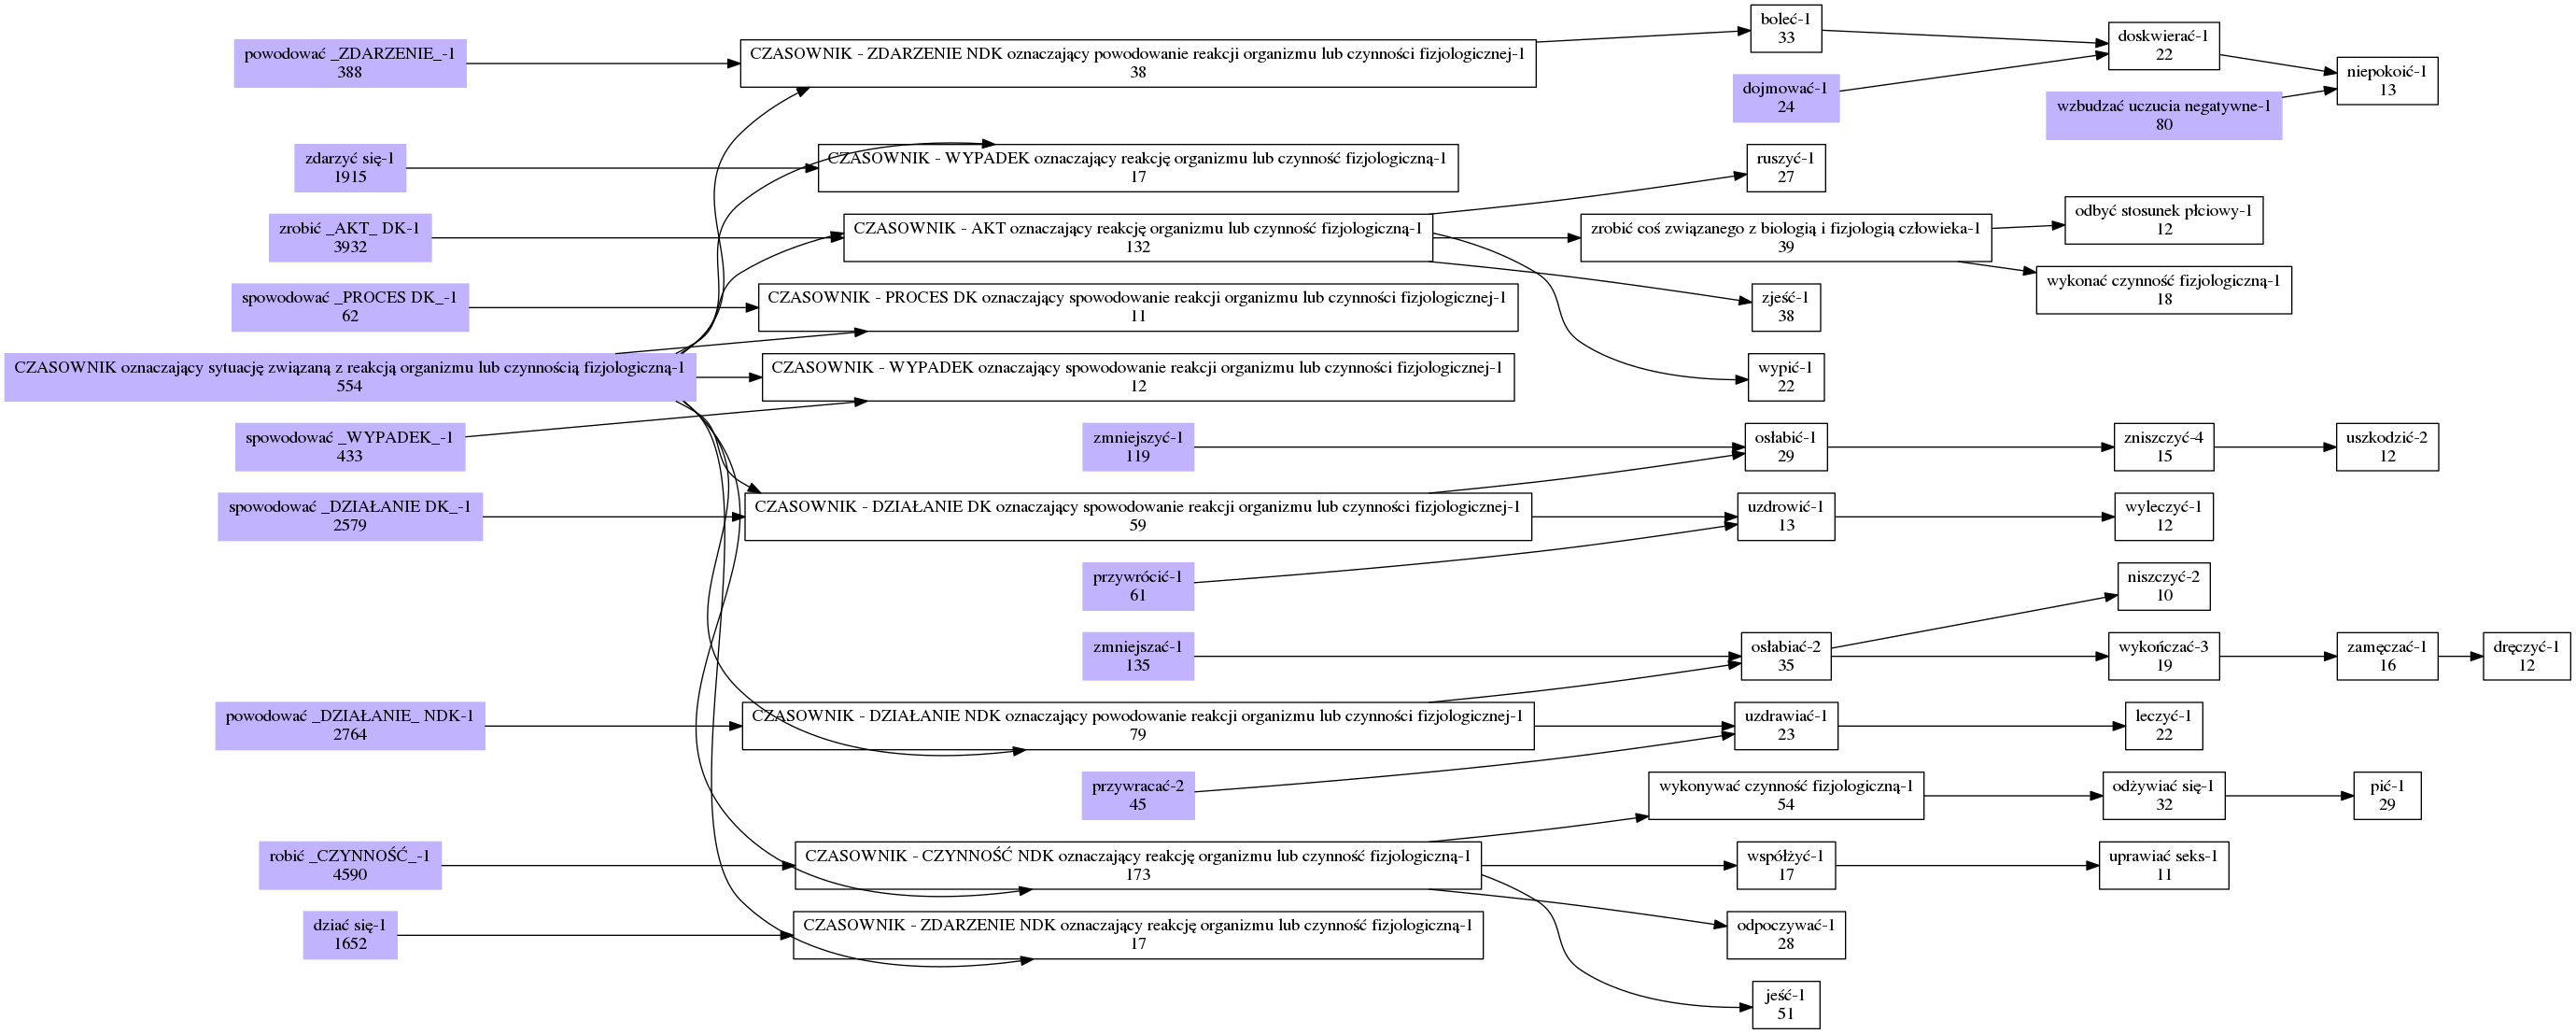 powodować _ZDARZENIE_-1
388
zdarzyć się-1
1915
zrobić _AKT_ DK-1
3932
spowodować _PROCES DK_-1
62
CZASOWNIK oznaczający sytuację związaną z reakcją organizmu lub czynnością fizjologiczną-1
554
spowodować _WYPADEK_-1
433
spowodować _DZIAŁANIE DK_-1
2579
powodować _DZIAŁANIE_ NDK-1
2764
robić _CZYNNOŚĆ_-1
4590
dziać się-1
1652
CZASOWNIK - ZDARZENIE NDK oznaczający powodowanie reakcji organizmu lub czynności fizjologicznej-1
38
CZASOWNIK - WYPADEK oznaczający reakcję organizmu lub czynność fizjologiczną-1
17
CZASOWNIK - AKT oznaczający reakcję organizmu lub czynność fizjologiczną-1
132
CZASOWNIK - PROCES DK oznaczający spowodowanie reakcji organizmu lub czynności fizjologicznej-1
11
CZASOWNIK - WYPADEK oznaczający spowodowanie reakcji organizmu lub czynności fizjologicznej-1
12
zmniejszyć-1
119
CZASOWNIK - DZIAŁANIE DK oznaczający spowodowanie reakcji organizmu lub czynności fizjologicznej-1
59
przywrócić-1
61
zmniejszać-1
135
CZASOWNIK - DZIAŁANIE NDK oznaczający powodowanie reakcji organizmu lub czynności fizjologicznej-1
79
przywracać-2
45
CZASOWNIK - CZYNNOŚĆ NDK oznaczający reakcję organizmu lub czynność fizjologiczną-1
173
CZASOWNIK - ZDARZENIE NDK oznaczający reakcję organizmu lub czynność fizjologiczną-1
17
boleć-1
33
dojmować-1
24
ruszyć-1
27
zrobić coś związanego z biologią i fizjologią człowieka-1
39
zjeść-1
38
wypić-1
22
osłabić-1
29
uzdrowić-1
13
osłabiać-2
35
uzdrawiać-1
23
wykonywać czynność fizjologiczną-1
54
współżyć-1
17
odpoczywać-1
28
jeść-1
51
doskwierać-1
22
wzbudzać uczucia negatywne-1
80
odbyć stosunek płciowy-1
12
wykonać czynność fizjologiczną-1
18
zniszczyć-4
15
wyleczyć-1
12
niszczyć-2
10
wykończać-3
19
leczyć-1
22
odżywiać się-1
32
uprawiać seks-1
11
niepokoić-1
13
uszkodzić-2
12
zamęczać-1
16
pić-1
29
dręczyć-1
12